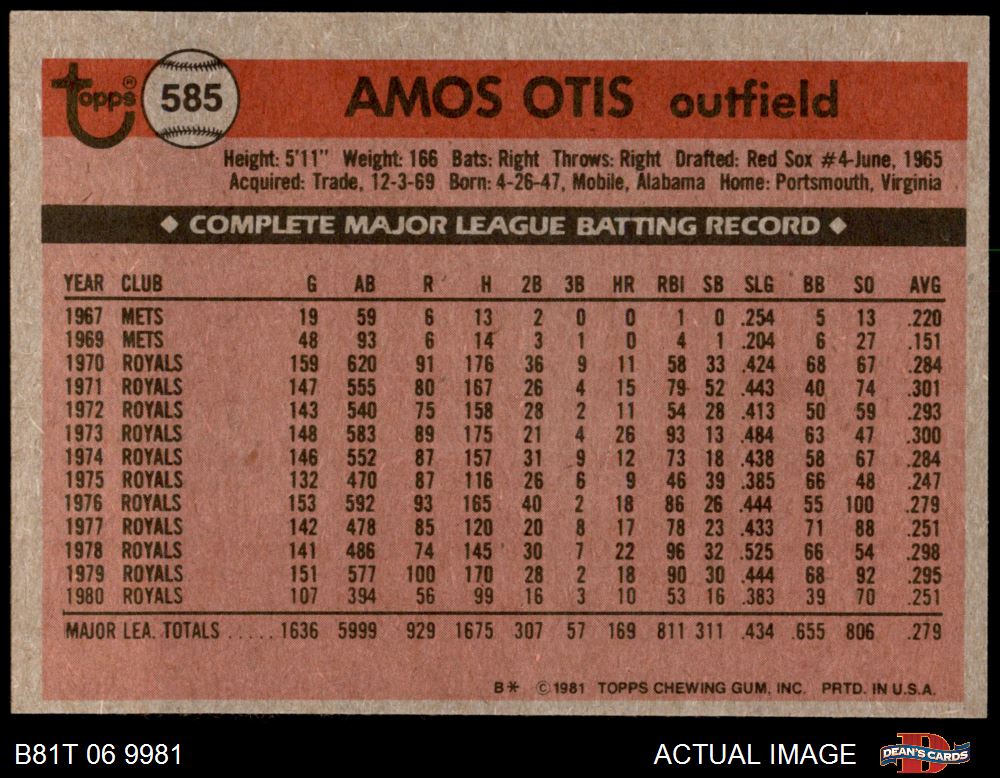 Topps® 585 AMOS OTIS outfield
Height: 5'11" Weight: 166 Bats: Right Throws: Right Drafted: Red Sox #4-June, 1965
Acquired: Trade, 12-3-69 Born: 4-26-47, Mobile, Alabama Home: Portsmouth, Virginia
◆ COMPLETE MAJOR LEAGUE BATTING RECORD ◆
YEAR CLUB G AB R H 2B 3B HR RBI SB SLG BB SO AVG
1967 METS 19 59 6 13 2 0 0 1 0 .254 5 13 .220
1969 METS 48 93 6 14 3 1 0 4 1 .204 6 27 .151
1970 ROYALS 159 620 91 176 36 9 11 58 33 .424 68 67 .284
1971 ROYALS 147 555 80 167 26 4 15 79 52 .443 40 74 .301
1972 ROYALS 143 540 75 158 28 2 11 54 28 .413 50 59 .293
1973 ROYALS 148 583 89 175 21 4 26 93 13 .484 63 47 .300
1974 ROYALS 146 552 87 157 31 9 12 73 18 .438 58 67 .284
1975 ROYALS 132 470 87 116 26 6 9 46 39 .385 66 48 .247
1976 ROYALS 153 592 93 165 40 2 18 86 26 .444 55 100 .279
1977 ROYALS 142 478 85 120 20 8 17 78 23 .433 71 88 .251
1978 ROYALS 141 486 74 145 30 7 22 96 32 .525 66 54 .298
1979 ROYALS 151 577 100 170 28 2 18 90 30 .444 68 92 .295
1980 ROYALS 107 394 56 99 16 3 10 53 16 .383 39 70 .251
MAJOR LEA. TOTALS ..... 1636 5999 929 1675 307 57 169 811 311 .434 .655 806 .279
B* ©1981 TOPPS CHEWING GUM, INC. PRTD. IN U.S.A.
B81T 06 9981 ACTUAL IMAGE DEAN'S CARDS